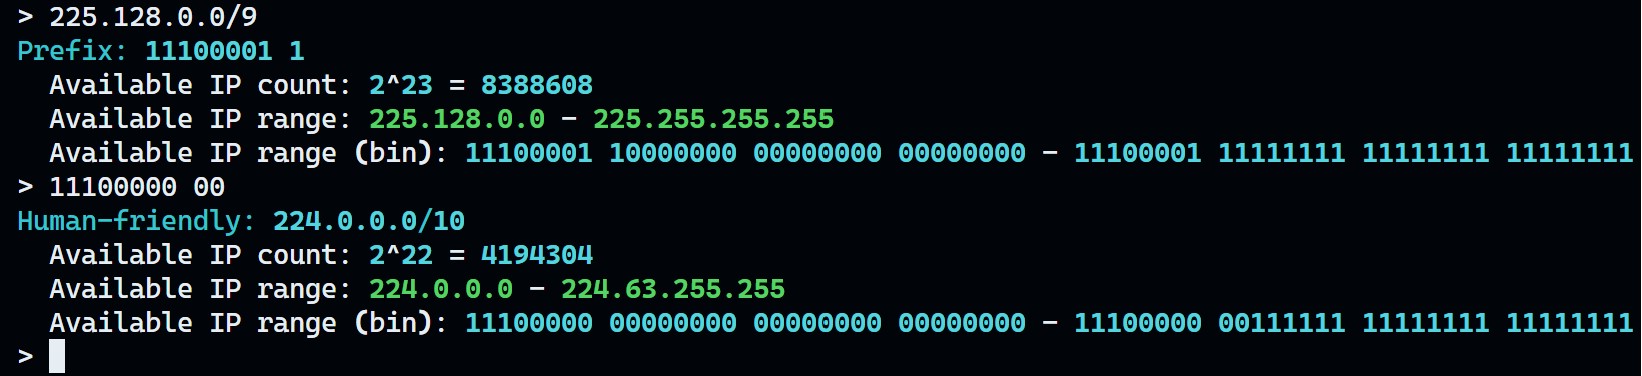 > 225.128.0.0/9
Prefix: 11100001 1
Available IP count: 2^23 = 8388608
Available IP range: 225.128.0.0 - 225.255.255.255
Available IP range (bin): 11100001 10000000 00000000 00000000 - 11100001 11111111 11111111 11111111
> 11100000 00
Human-friendly: 224.0.0.0/10
Available IP count: 2^22 = 4194304
Available IP range: 224.0.0.0 - 224.63.255.255
Available IP range (bin): 11100000 00000000 00000000 00000000 - 11100000 00111111 11111111 11111111
>